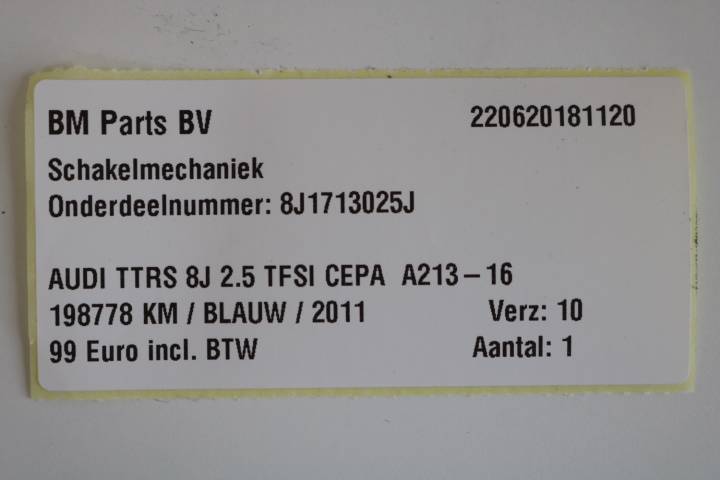 BM Parts BV 220620181120
Schakelmechaniek
Onderdeelnummer: 8J1713025J
AUDI TTRS 8J 2.5 TFSI CEPA A213-16
198778 KM / BLAUW / 2011 Verz: 10
99 Euro incl. BTW Aantal: 1